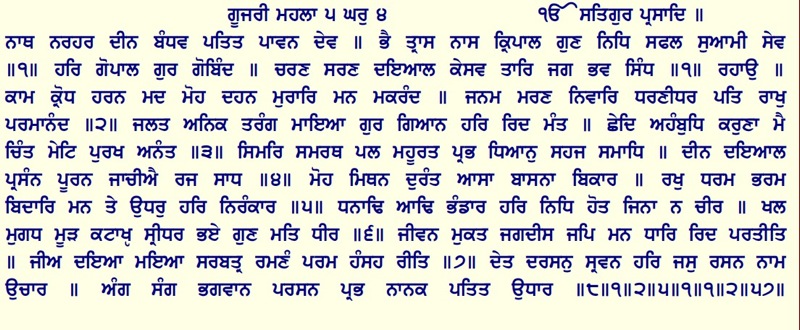 ਗੂਜਰੀ ਮਹਲਾ ੫ ਘਰੁ ੪ ੴ ਸਤਿਗੁਰ ਪ੍ਰਸਾਦਿ ॥
ਨਾਥ ਨਰਹਰ ਦੀਨ ਬੰਧਵ ਪਤਿਤ ਪਾਵਨ ਦੇਵ ॥ ਭੈ ਤ੍ਰਾਸ ਨਾਸ ਕ੍ਰਿਪਾਲ ਗੁਣ ਨਿਧਿ ਸਫਲ ਸੁਆਮੀ ਸੇਵ
॥੧॥ ਹਰਿ ਗੋਪਾਲ ਗੁਰ ਗੋਬਿੰਦ ॥ ਚਰਣ ਸਰਣ ਦਇਆਲ ਕੇਸਵ ਤਾਰਿ ਜਗ ਭਵ ਸਿੰਧ ॥੧॥ ਰਹਾਉ ॥
ਕਾਮ ਕ੍ਰੋਧ ਹਰਨ ਮਦ ਮੋਹ ਦਹਨ ਮੁਰਾਰਿ ਮਨ ਮਕਰੰਦ ॥ ਜਨਮ ਮਰਣ ਨਿਵਾਰਿ ਧਰਣੀਧਰ ਪਤਿ ਰਾਖੁ
ਪਰਮਾਨੰਦ ॥੨॥ ਜਲਤ ਅਨਿਕ ਤਰੰਗ ਮਾਇਆ ਗੁਰ ਗਿਆਨ ਹਰਿ ਰਿਦ ਮੰਤ ॥ ਛੇਦਿ ਅਹੰਬੁਧਿ ਕਰੁਣਾ ਮੈ
ਚਿੰਤ ਮੇਟਿ ਪੁਰਖ ਅਨੰਤ ॥੩॥ ਸਿਮਰਿ ਸਮਰਥ ਪਲ ਮਹੂਰਤ ਪ੍ਰਭ ਧਿਆਨੁ ਸਹਜ ਸਮਾਧਿ ॥ ਦੀਨ ਦਇਆਲ
ਪ੍ਰਸੰਨ ਪੂਰਨ ਜਾਚੀਐ ਰਜ ਸਾਧ ॥੪॥ ਮੋਹ ਮਿਥਨ ਦੁਰੰਤ ਆਸਾ ਬਾਸਨਾ ਬਿਕਾਰ ॥ ਰਖੁ ਧਰਮ ਭਰਮ
ਬਿਦਾਰਿ ਮਨ ਤੇ ਉਧਰੁ ਹਰਿ ਨਿਰੰਕਾਰ ॥੫॥ ਧਨਾਢਿ ਆਢਿ ਭੰਡਾਰ ਹਰਿ ਨਿਧਿ ਹੋਤ ਜਿਨਾ ਨ ਚੀਰ ॥ ਖਲ
ਮੁਗਧ ਮੂੜ ਕਟਾਖ੍ਯ੍ਯ ਸ੍ਰੀਧਰ ਭਏ ਗੁਣ ਮਤਿ ਧੀਰ ॥੬॥ ਜੀਵਨ ਮੁਕਤ ਜਗਦੀਸ ਜਪਿ ਮਨ ਧਾਰਿ ਰਿਦ ਪਰਤੀਤਿ
॥ ਜੀਅ ਦਇਆ ਮਇਆ ਸਰਬਤ੍ਰ ਰਮਣੰ ਪਰਮ ਹੰਸਹ ਰੀਤਿ ॥੭॥ ਦੇਤ ਦਰਸਨੁ ਸ੍ਰਵਨ ਹਰਿ ਜਸੁ ਰਸਨ ਨਾਮ
ਉਚਾਰ ॥ ਅੰਗ ਸੰਗ ਭਗਵਾਨ ਪਰਸਨ ਪ੍ਰਭ ਨਾਨਕ ਪਤਿਤ ਉਧਾਰ ॥੮॥੧॥੨॥੫॥੧॥੧॥੨॥੫੭॥